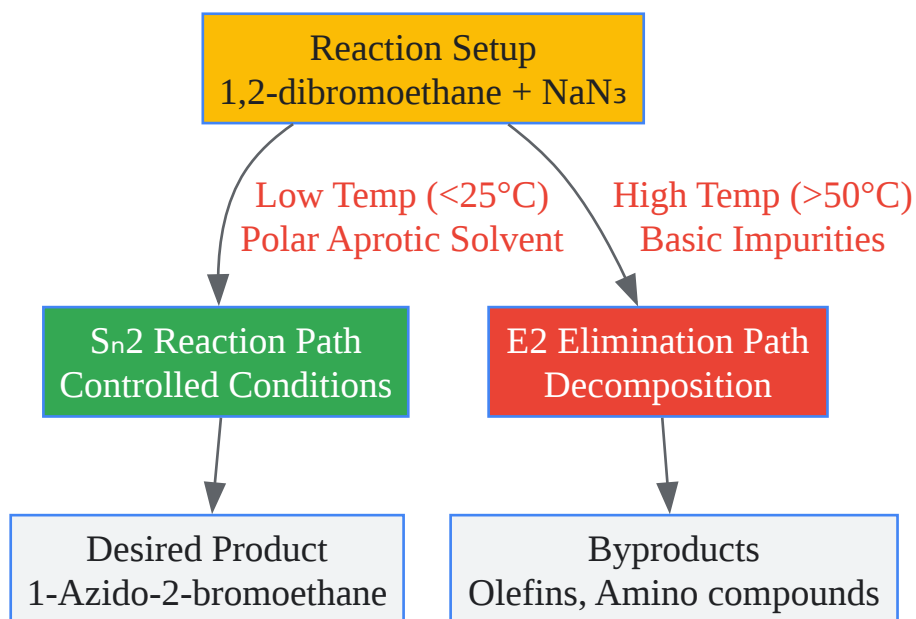 Reaction Setup
1,2-dibromoethane + NaN₃
Low Temp (<25°C)
Polar Aprotic Solvent
High Temp (>50°C)
Basic Impurities
Sₙ2 Reaction Path
Controlled Conditions
E2 Elimination Path
Decomposition
Desired Product
1-Azido-2-bromoethane
Byproducts
Olefins, Amino compounds